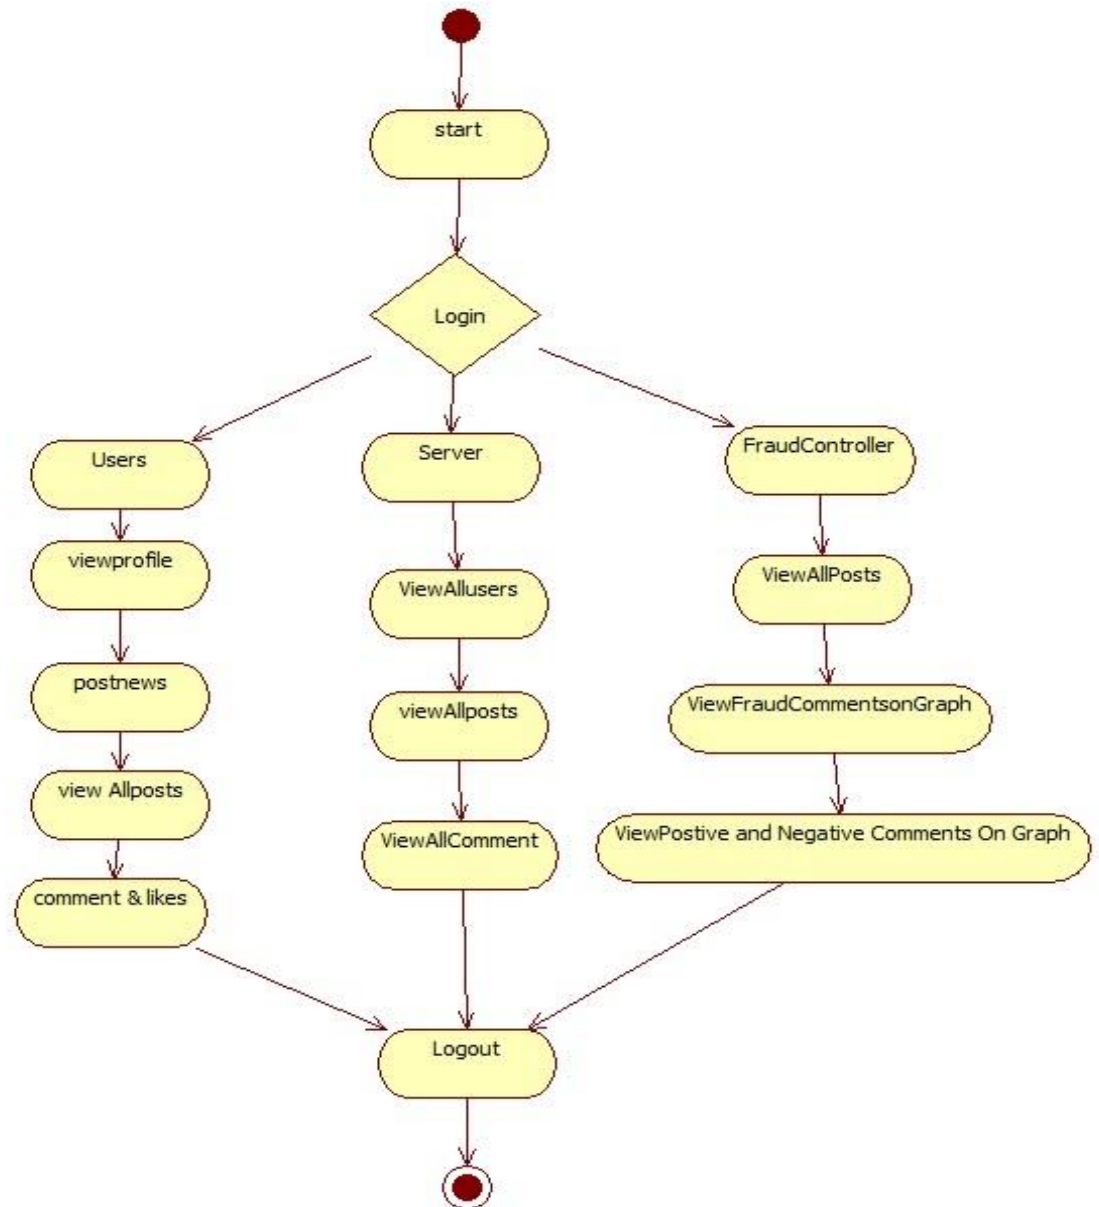 start
Login
Users
Server
FraudController
viewprofile
ViewAllusers
ViewAllPosts
postnews
viewAllposts
ViewFraudCommentsonGraph
view Allposts
ViewAllComment
ViewPostive and Negative Comments On Graph
comment & likes
Logout